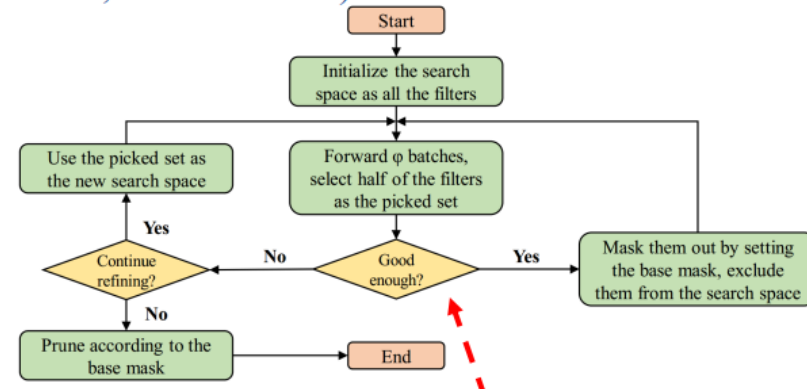 Start
Initialize the search
space as all the filters
Use the picked set as
the new search space
Forward φ batches,
select half of the filters
as the picked set
Yes
Continue
refining?
No
Good
enough?
Yes
Mask them out by setting
the base mask, exclude
them from the search space
No
Prune according to the
base mask
End